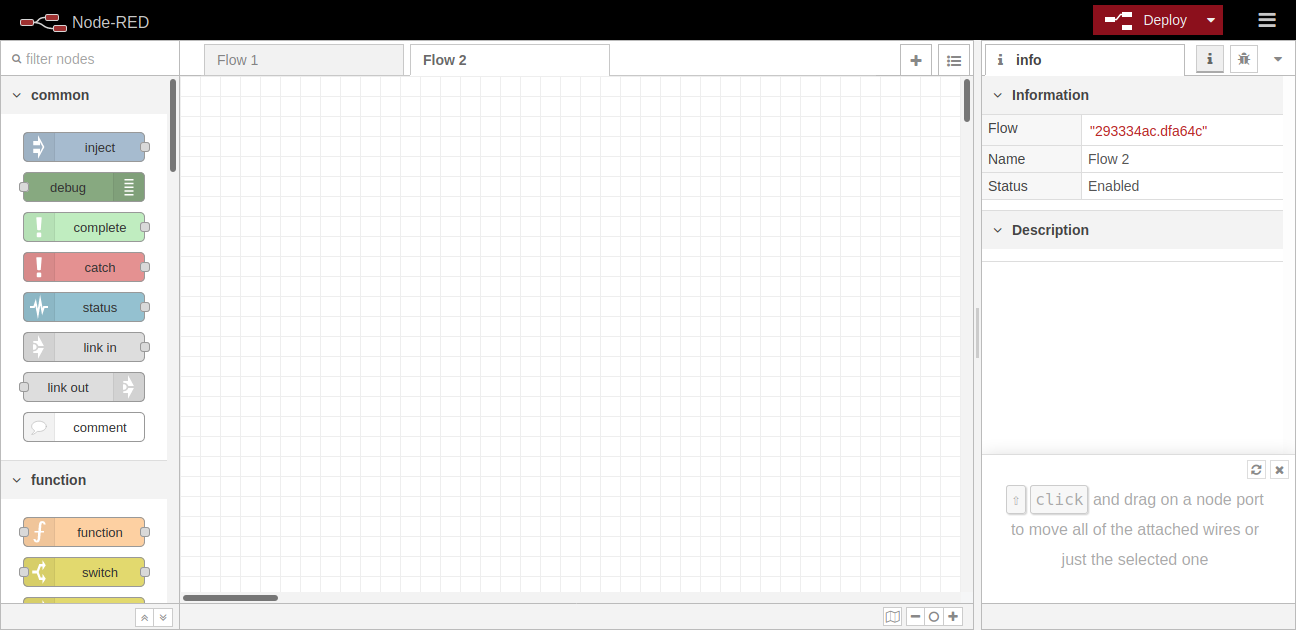 Node-RED
Deploy
filter nodes
Flow 1
Flow 2
i info
i
common
inject
debug
complete
catch
status
link in
link out
comment
function
function
switch
Information
Flow "293334ac.dfa64c"
Name Flow 2
Status Enabled
Description
⇧ click and drag on a node port
to move all of the attached wires or
just the selected one